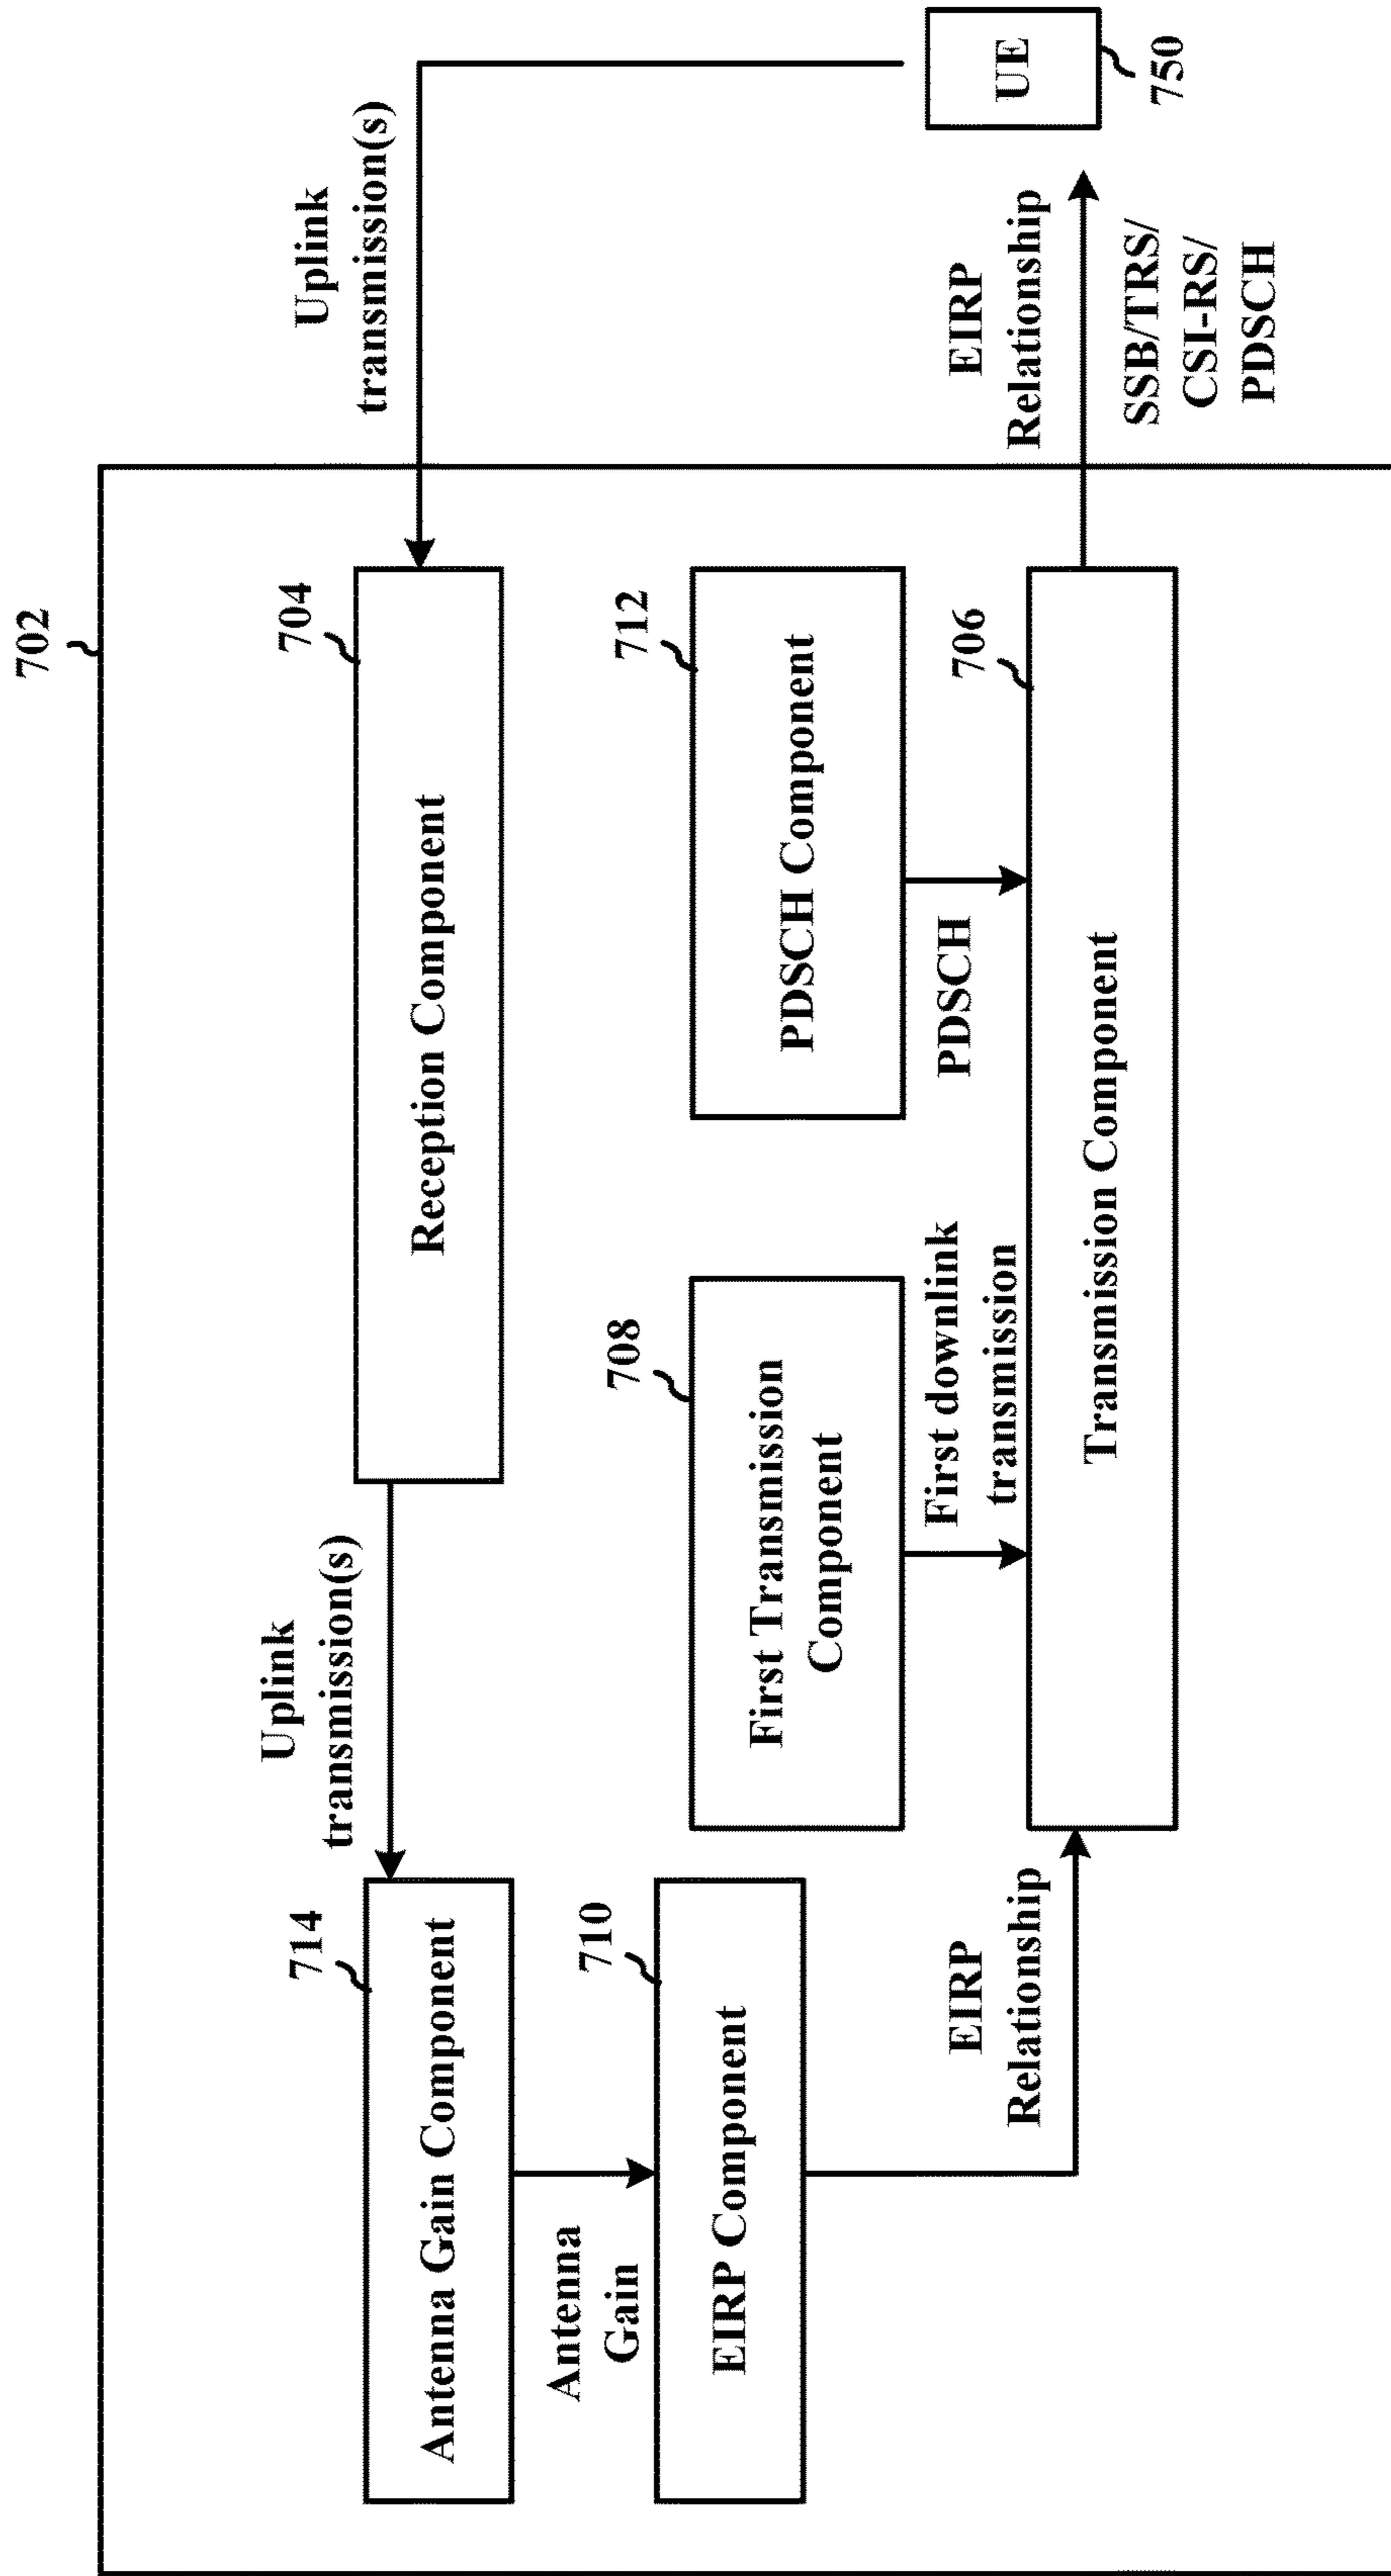 702
Uplink
transmission(s)
714
Antenna Gain Component
Uplink
transmission(s)
704
Reception Component
Antenna
Gain
710
EIRP Component
708
First Transmission
Component
712
PDSCH Component
First downlink
transmission
PDSCH
EIRP
Relationship
706
Transmission Component
EIRP
Relationship
SSB/TRS/
CSI-RS/
PDSCH
UE
750